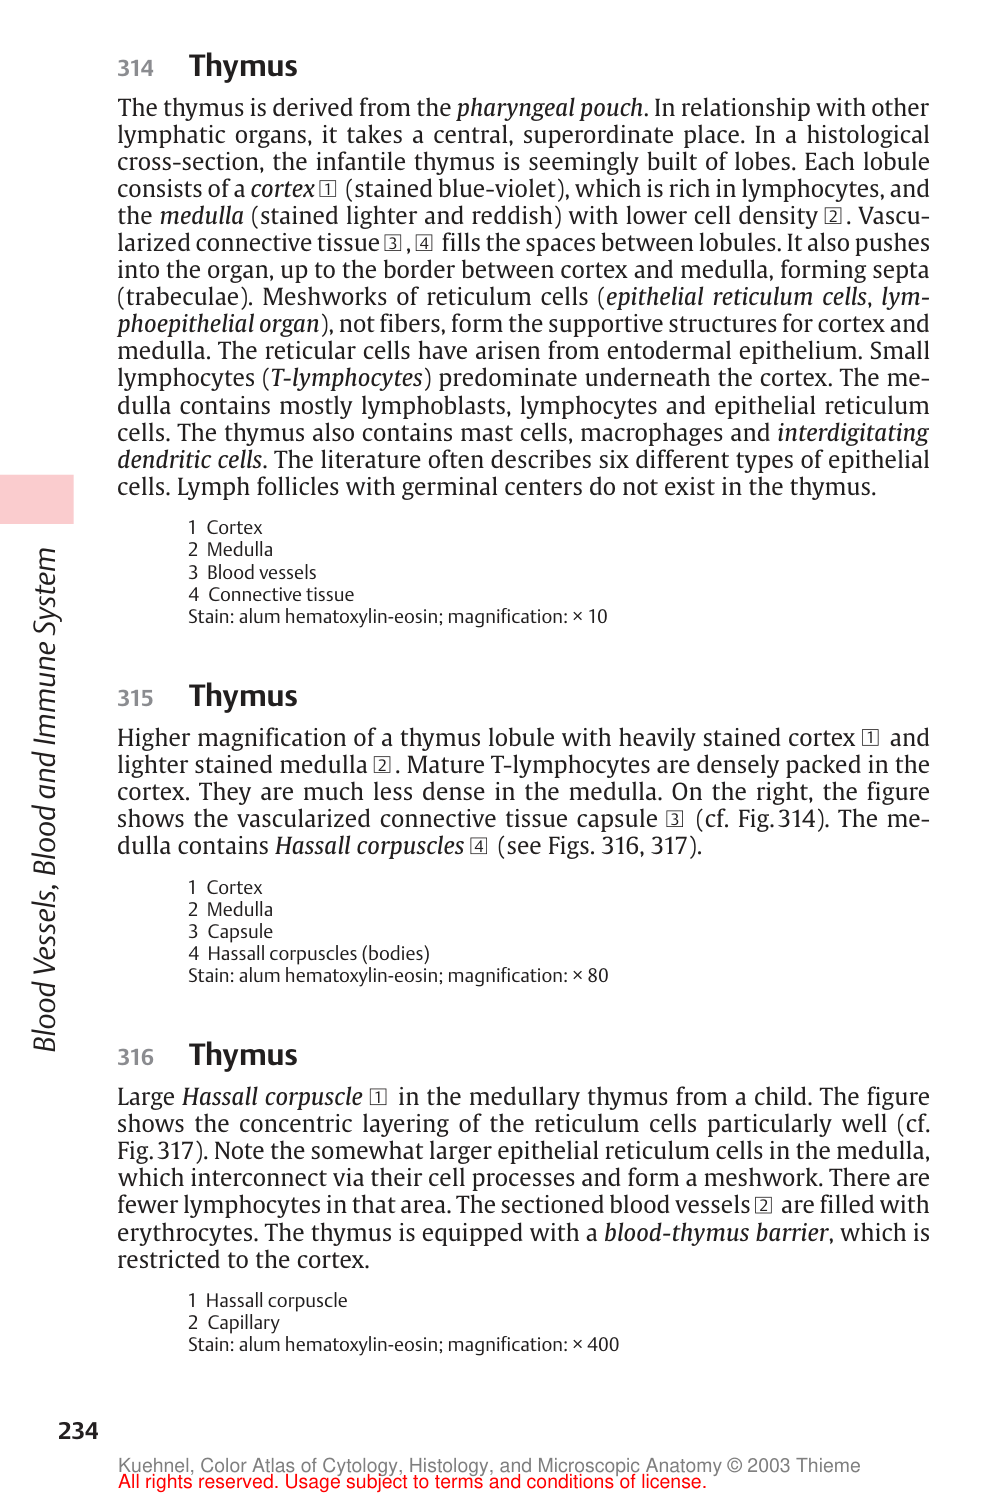 314 Thymus
The thymus is derived from the pharyngeal pouch. In relationship with other
lymphatic organs, it takes a central, superordinate place. In a histological
cross-section, the infantile thymus is seemingly built of lobes. Each lobule
consists of a cortex 1 (stained blue-violet), which is rich in lymphocytes, and
the medulla (stained lighter and reddish) with lower cell density 2. Vascu-
larized connective tissue 3, 4 fills the spaces between lobules. It also pushes
into the organ, up to the border between cortex and medulla, forming septa
(trabeculae). Meshworks of reticulum cells (epithelial reticulum cells, lym-
phoepithelial organ), not fibers, form the supportive structures for cortex and
medulla. The reticular cells have arisen from entodermal epithelium. Small
lymphocytes (T-lymphocytes) predominate underneath the cortex. The me-
dulla contains mostly lymphoblasts, lymphocytes and epithelial reticulum
cells. The thymus also contains mast cells, macrophages and interdigitating
dendritic cells. The literature often describes six different types of epithelial
cells. Lymph follicles with germinal centers do not exist in the thymus.
1 Cortex
2 Medulla
3 Blood vessels
4 Connective tissue
Stain: alum hematoxylin-eosin; magnification: × 10
315 Thymus
Higher magnification of a thymus lobule with heavily stained cortex 1 and
lighter stained medulla 2. Mature T-lymphocytes are densely packed in the
cortex. They are much less dense in the medulla. On the right, the figure
shows the vascularized connective tissue capsule 3 (cf. Fig. 314). The me-
dulla contains Hassall corpuscles 4 (see Figs. 316, 317).
1 Cortex
2 Medulla
3 Capsule
4 Hassall corpuscles (bodies)
Stain: alum hematoxylin-eosin; magnification: × 80
316 Thymus
Large Hassall corpuscle 1 in the medullary thymus from a child. The figure
shows the concentric layering of the reticulum cells particularly well (cf.
Fig. 317). Note the somewhat larger epithelial reticulum cells in the medulla,
which interconnect via their cell processes and form a meshwork. There are
fewer lymphocytes in that area. The sectioned blood vessels 2 are filled with
erythrocytes. The thymus is equipped with a blood-thymus barrier, which is
restricted to the cortex.
1 Hassall corpuscle
2 Capillary
Stain: alum hematoxylin-eosin; magnification: × 400
Blood Vessels, Blood and Immune System
234
Kuehnel, Color Atlas of Cytology, Histology, and Microscopic Anatomy © 2003 Thieme
All rights reserved. Usage subject to terms and conditions of license.